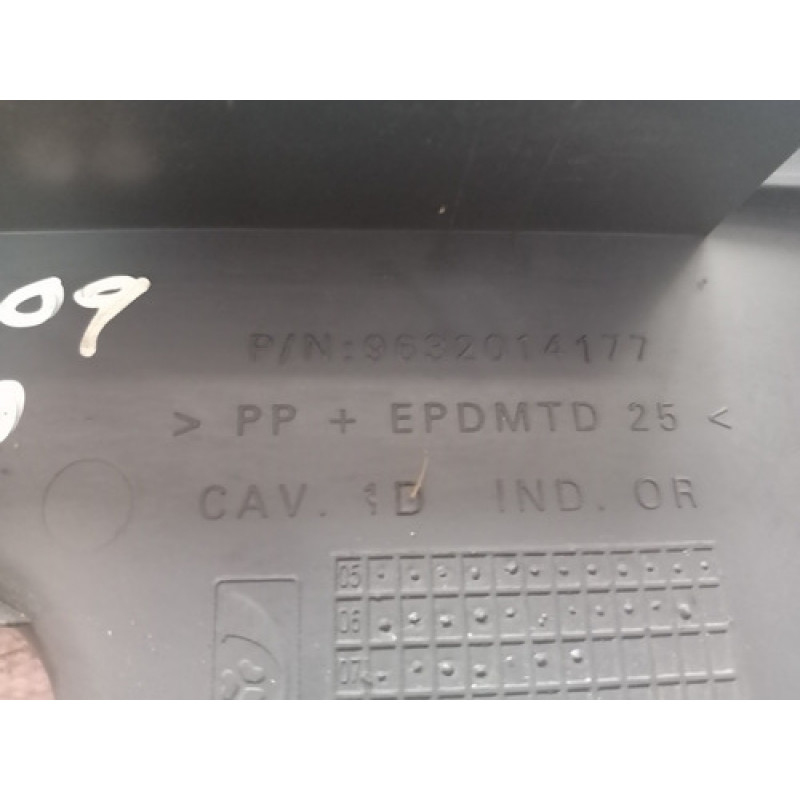 09
P/N:9632014177
> PP + EPDMTD 25 <
CAV. 1D IND. OR
05
06
07